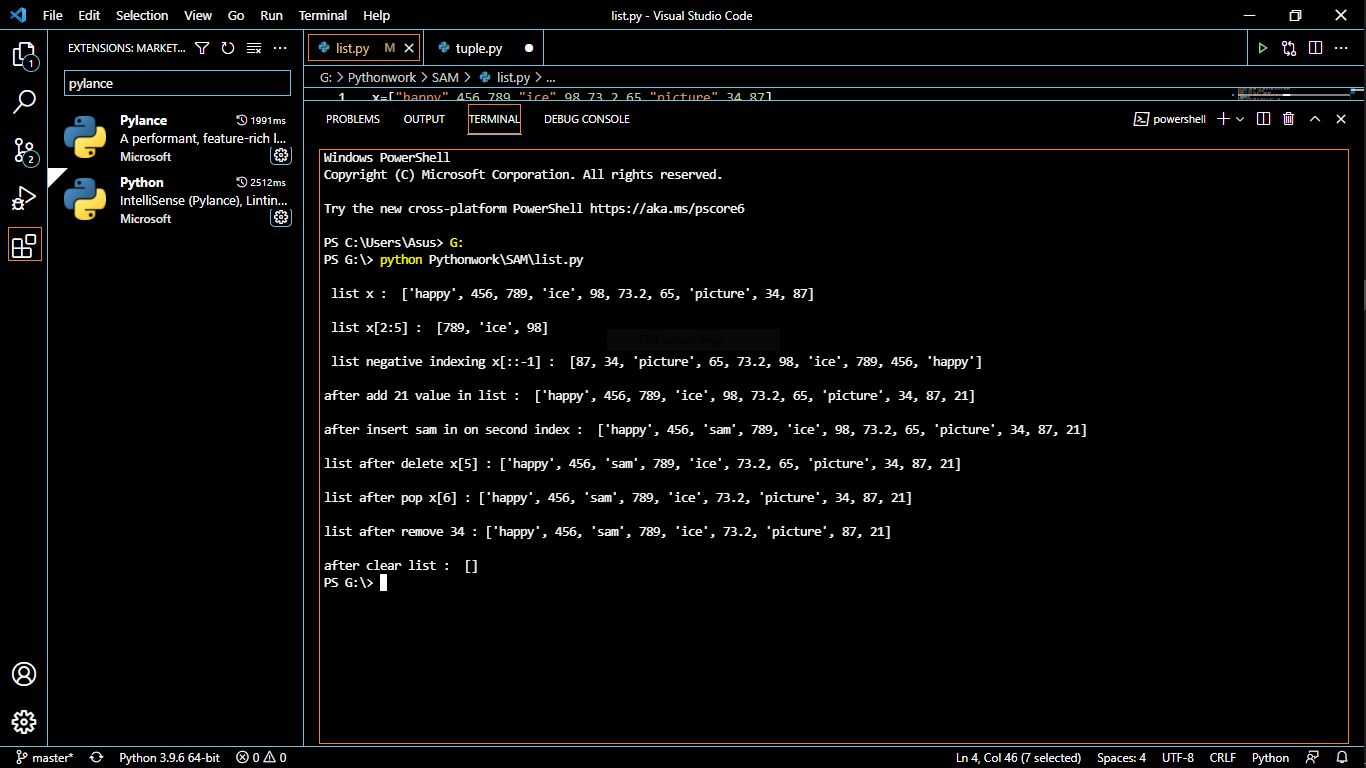 File Edit Selection View Go Run Terminal Help
list.py - Visual Studio Code
EXTENSIONS: MARKET...
pylance
Pylance 1991ms
A performant, feature-rich l...
Microsoft
Python 2512ms
IntelliSense (Pylance), Lintin...
Microsoft
1
2
list.py M
tuple.py
G: > Pythonwork > SAM > list.py > ...
1 x=["happy",456,789,"ice",98,73.2,65,"picture",34,87]
PROBLEMS OUTPUT TERMINAL DEBUG CONSOLE
powershell
Windows PowerShell
Copyright (C) Microsoft Corporation. All rights reserved.
Try the new cross-platform PowerShell https://aka.ms/pscore6
PS C:\Users\Asus> G:
PS G:\> python Pythonwork\SAM\list.py
list x :  ['happy', 456, 789, 'ice', 98, 73.2, 65, 'picture', 34, 87]
list x[2:5] :  [789, 'ice', 98]
list negative indexing x[::-1] :  [87, 34, 'picture', 65, 73.2, 98, 'ice', 789, 456, 'happy']
after add 21 value in list :  ['happy', 456, 789, 'ice', 98, 73.2, 65, 'picture', 34, 87, 21]
after insert sam in on second index :  ['happy', 456, 'sam', 789, 'ice', 98, 73.2, 65, 'picture', 34, 87, 21]
list after delete x[5] : ['happy', 456, 'sam', 789, 'ice', 73.2, 65, 'picture', 34, 87, 21]
list after pop x[6] : ['happy', 456, 'sam', 789, 'ice', 73.2, 'picture', 34, 87, 21]
list after remove 34 : ['happy', 456, 'sam', 789, 'ice', 73.2, 'picture', 87, 21]
after clear list :  []
PS G:\>
Full-screen Snip
master* Python 3.9.6 64-bit 0 0
Ln 4, Col 46 (7 selected) Spaces: 4 UTF-8 CRLF Python